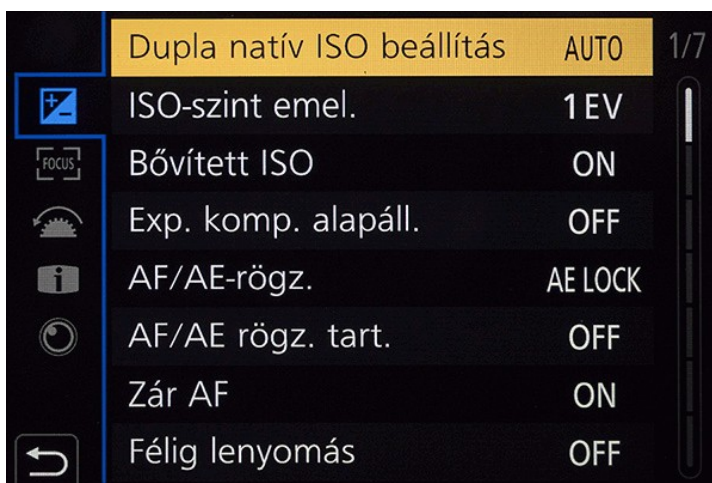 Dupla natív ISO beállítás AUTO 1/7
ISO-szint emel. 1 EV
Bővített ISO ON
FOCUS
Exp. komp. alapáll. OFF
AF/AE-rögz. AE LOCK
AF/AE rögz. tart. OFF
Zár AF ON
Félig lenyomás OFF